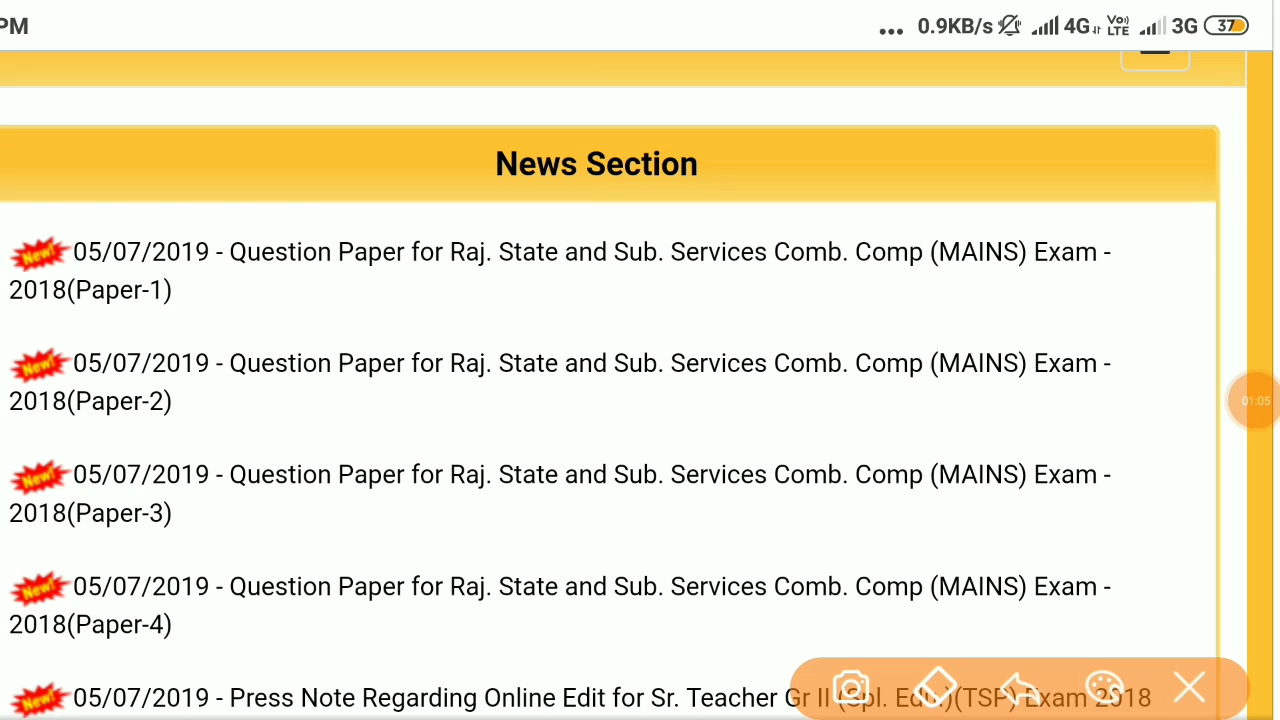 PM
... 0.9KB/s 4G Vo) LTE 3G 37
News Section
New! 05/07/2019 - Question Paper for Raj. State and Sub. Services Comb. Comp (MAINS) Exam -
2018(Paper-1)
New! 05/07/2019 - Question Paper for Raj. State and Sub. Services Comb. Comp (MAINS) Exam -
2018(Paper-2)
01:05
New! 05/07/2019 - Question Paper for Raj. State and Sub. Services Comb. Comp (MAINS) Exam -
2018(Paper-3)
New! 05/07/2019 - Question Paper for Raj. State and Sub. Services Comb. Comp (MAINS) Exam -
2018(Paper-4)
New! 05/07/2019 - Press Note Regarding Online Edit for Sr. Teacher Gr II (Spl. Edu.)(TSP) Exam 2018